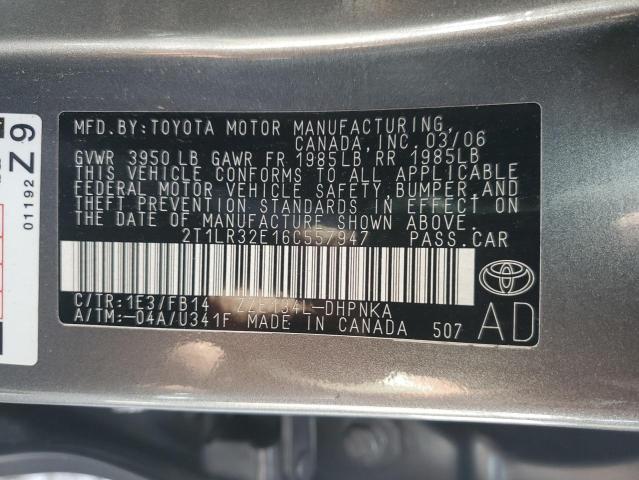 MFD. BY: TOYOTA MOTOR MANUFACTURING,
CANADA, INC. 03/06
GVWR 3950 LB GAWR FR 1985LB RR 1985LB
THIS VEHICLE CONFORMS TO ALL APPLICABLE
FEDERAL MOTOR VEHICLE SAFETY, BUMPER, AND
THEFT PREVENTION STANDARDS IN EFFECT ON
THE DATE OF MANUFACTURE SHOWN ABOVE.
2T1LR32E16C557947 PASS. CAR
C/TR: 1E3/FB14 ZZE134L-DHPNKA
A/TM: -04A/U341F MADE IN CANADA 507
AD
01192
Z 9